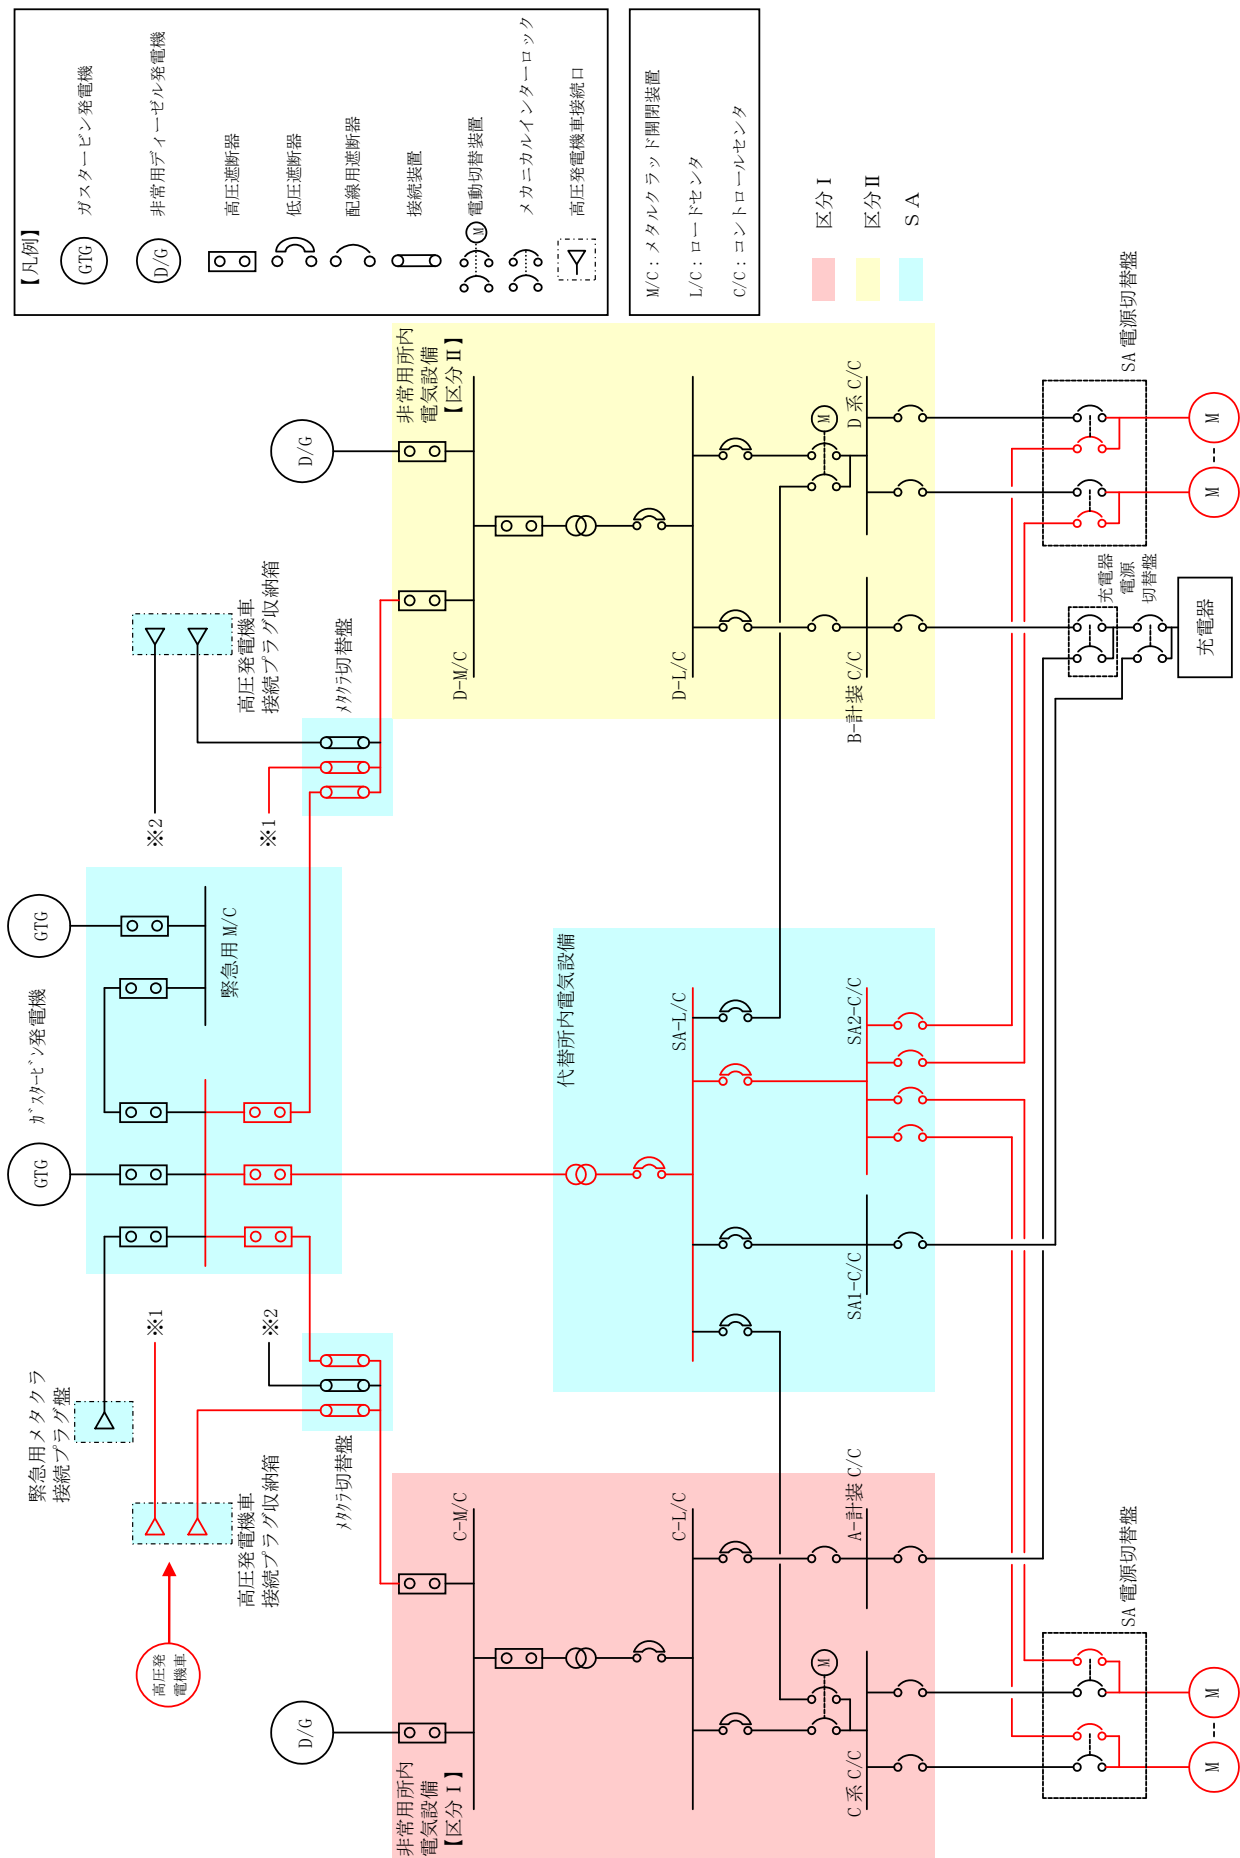 【凡例】
GTG
ガスタービン発電機
D/G
非常用ディーゼル発電機
高圧遮断器
低圧遮断器
配線用遮断器
接続装置
M
電動切替装置
メカニカルインターロック
高圧発電機車接続口
M/C：メタルクラッド開閉装置
L/C：ロードセンタ
C/C：コントロールセンタ
区分Ⅰ
区分Ⅱ
ＳＡ
緊急用メタクラ
接続プラグ盤
GTG
ｶﾞｽﾀｰﾋﾞﾝ発電機
GTG
緊急用 M/C
高圧発
電機車
高圧発電機車
接続プラグ収納箱
※1
※2
メタクラ切替盤
※2
※1
高圧発電機車
接続プラグ収納箱
メタクラ切替盤
D/G
非常用所内
電気設備
【区分Ⅰ】
C-M/C
C-L/C
M
C 系 C/C
A-計装 C/C
代替所内電気設備
SA-L/C
SA1-C/C
SA2-C/C
D/G
非常用所内
電気設備
【区分Ⅱ】
D-M/C
D-L/C
M
B-計装 C/C
D 系 C/C
SA 電源切替盤
M
M
充電器
電源
切替盤
充電器
SA 電源切替盤
M
M